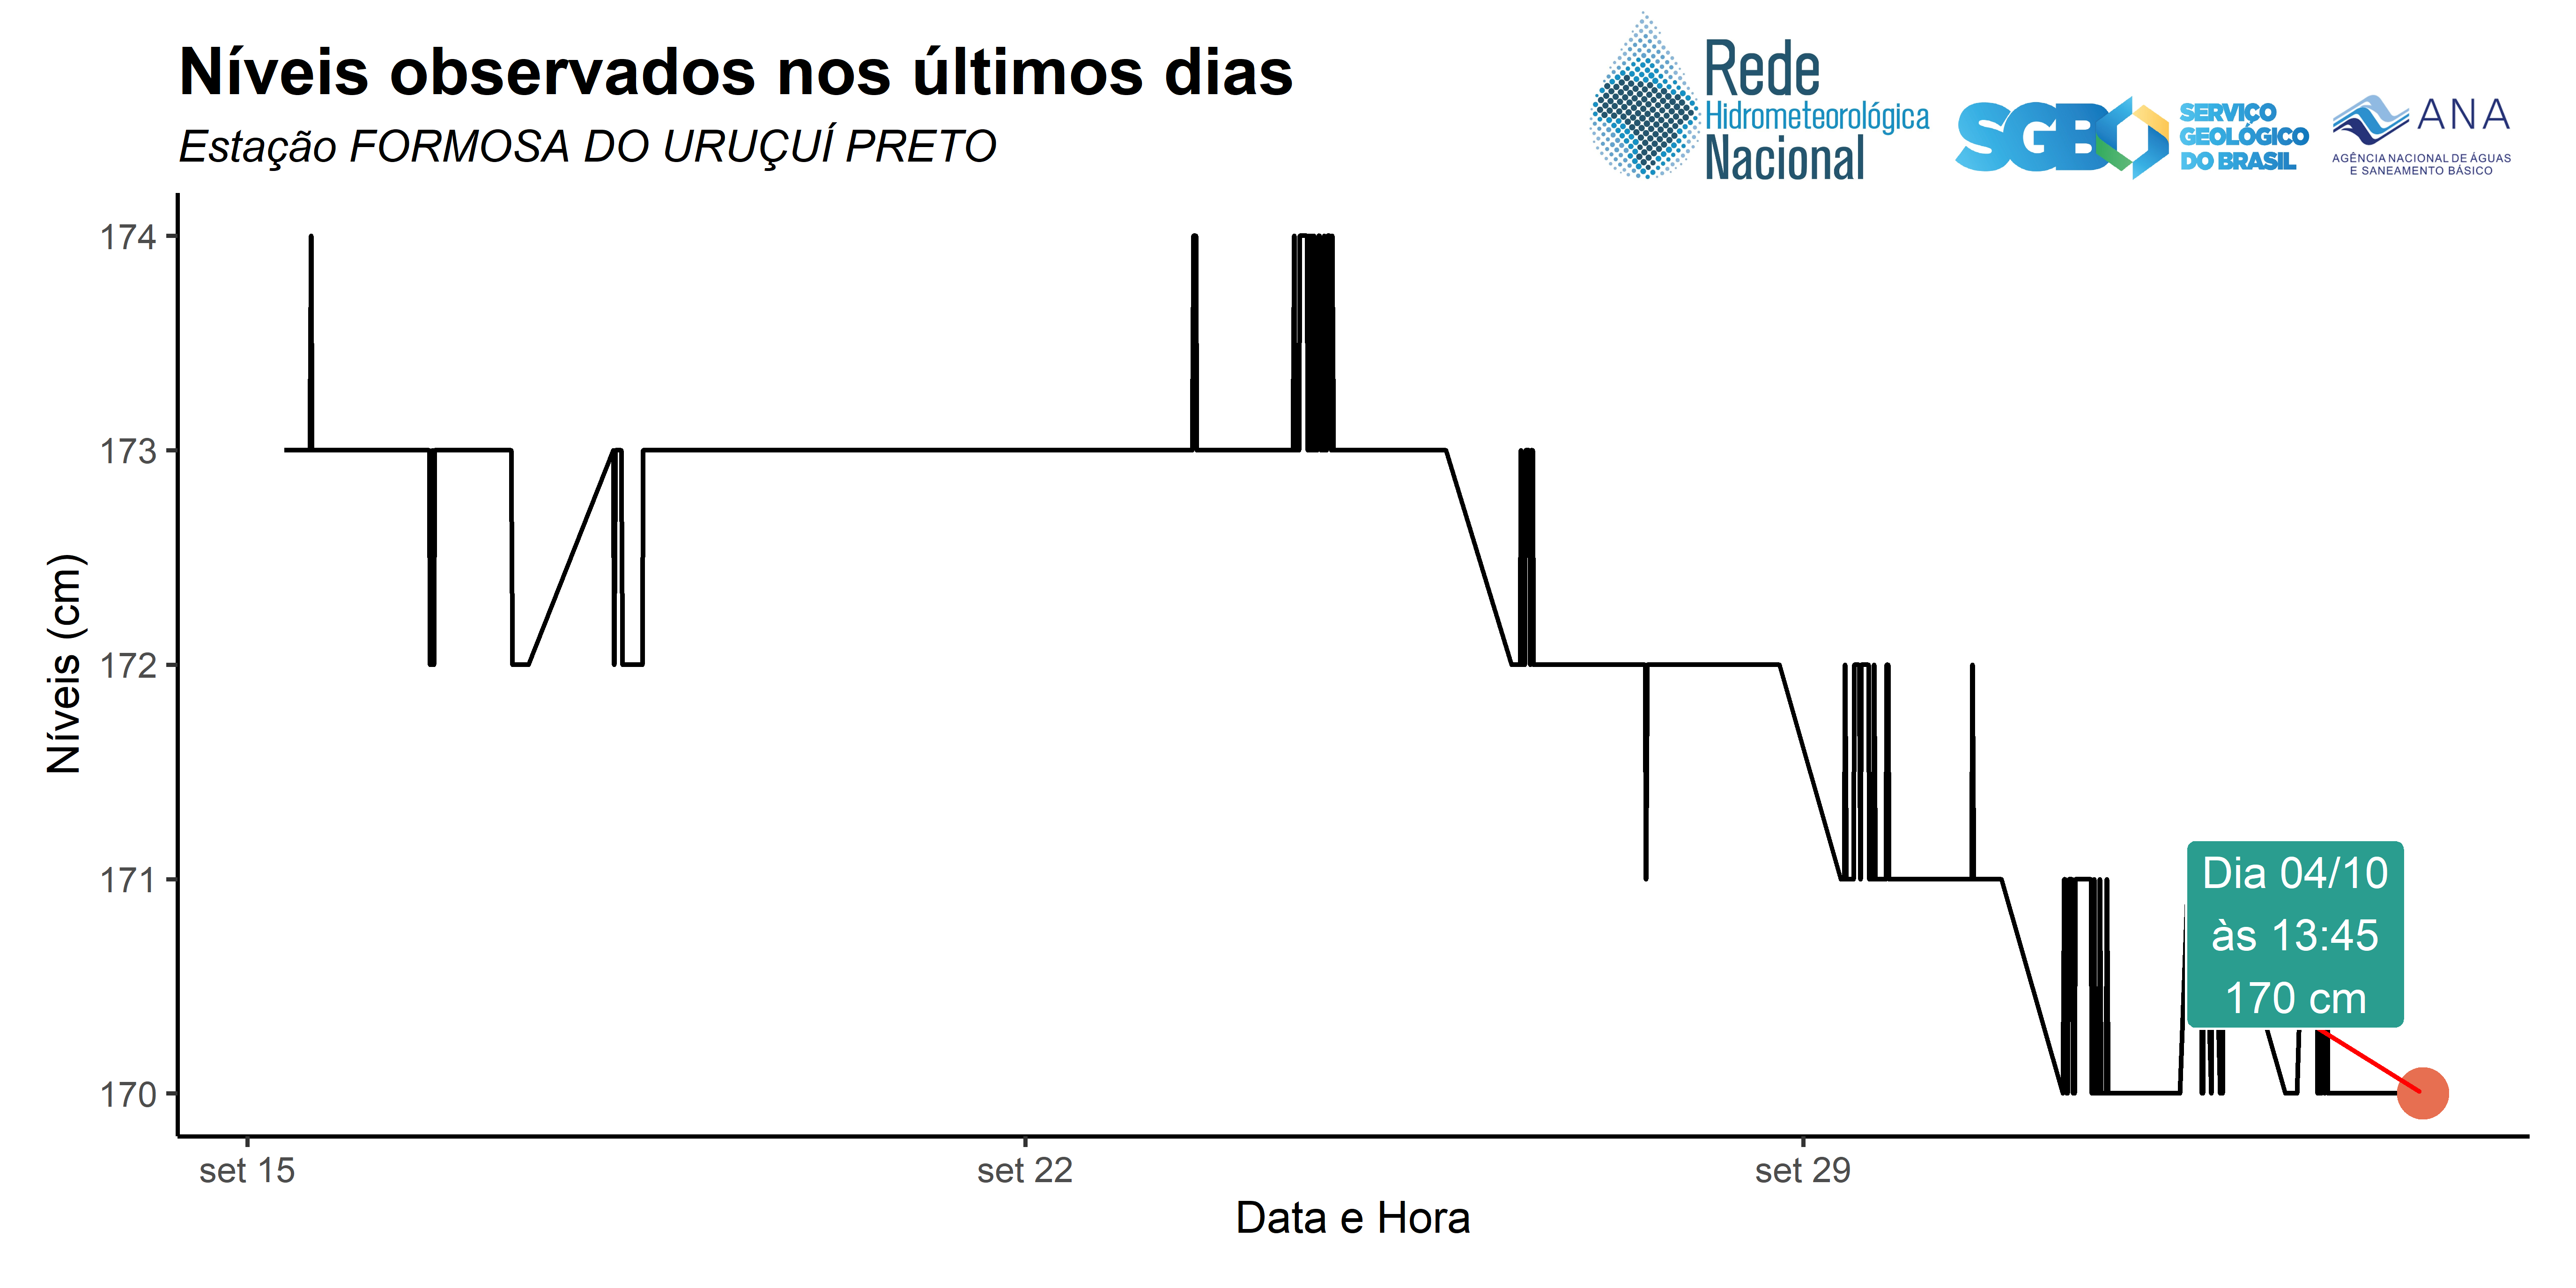 Níveis observados nos últimos dias
Estação FORMOSA DO URUÇUÍ PRETO
Rede
Hidrometeorológica
Nacional
SGB
SERVIÇO
GEOLÓGICO
DO BRASIL
ANA
AGÊNCIA NACIONAL DE ÁGUAS
E SANEAMENTO BÁSICO
Níveis (cm)
174
173
172
171
170
Dia 04/10
às 13:45
170 cm
set 15
set 22
set 29
Data e Hora